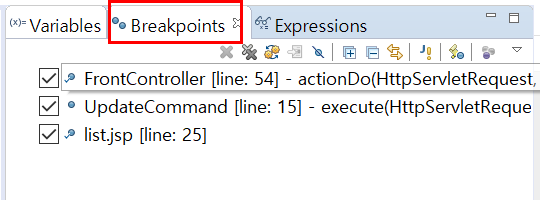 (x)= Variables
Breakpoints
Expressions
FrontController [line: 54] - actionDo(HttpServletRequest,
UpdateCommand [line: 15] - execute(HttpServletReque
list.jsp [line: 25]